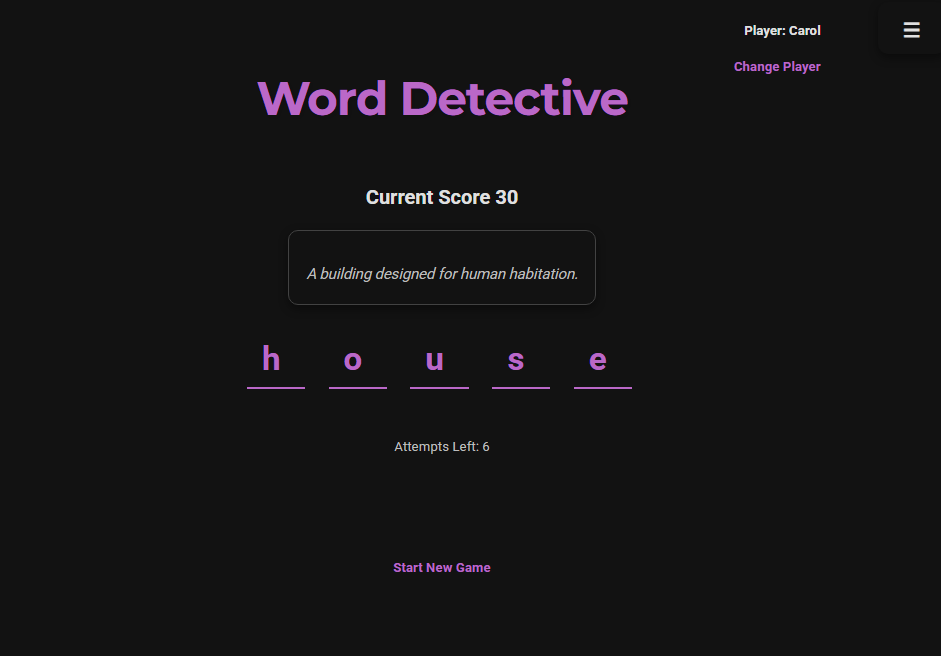 Player: Carol
Change Player
Word Detective
Current Score 30
A building designed for human habitation.
h o u s e
Attempts Left: 6
Start New Game